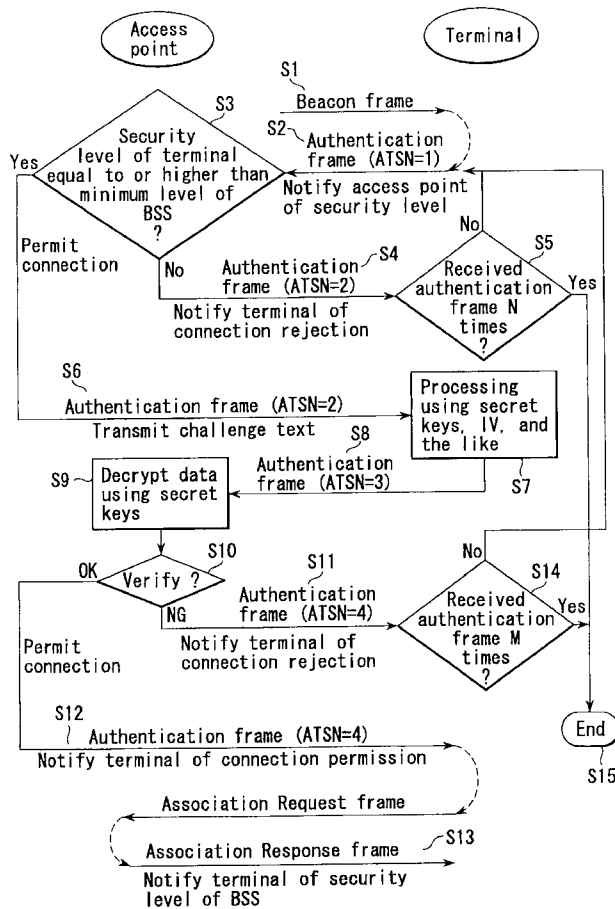 Access
point
Terminal
S1
Beacon frame
S3
S2
Security
level of terminal
equal to or higher than
minimum level of
BSS
?
Yes
Authentication
frame (ATSN=1)
Notify access point
of security level
Permit
connection
No
S4
Authentication
frame (ATSN=2)
Notify terminal of
connection rejection
No
S5
Received
authentication
frame N
times
?
Yes
S6
Authentication frame (ATSN=2)
Transmit challenge text
Processing
using secret
keys, IV, and
the like
S7
S8
Authentication
frame (ATSN=3)
S9
Decrypt data
using secret
keys
S10
Verify ?
OK
NG
Permit
connection
S11
Authentication
frame (ATSN=4)
Notify terminal of
connection rejection
No
S14
Received
authentication
frame M
times
?
Yes
S12
Authentication frame (ATSN=4)
Notify terminal of connection permission
End
S15
Association Request frame
S13
Association Response frame
Notify terminal of security
level of BSS